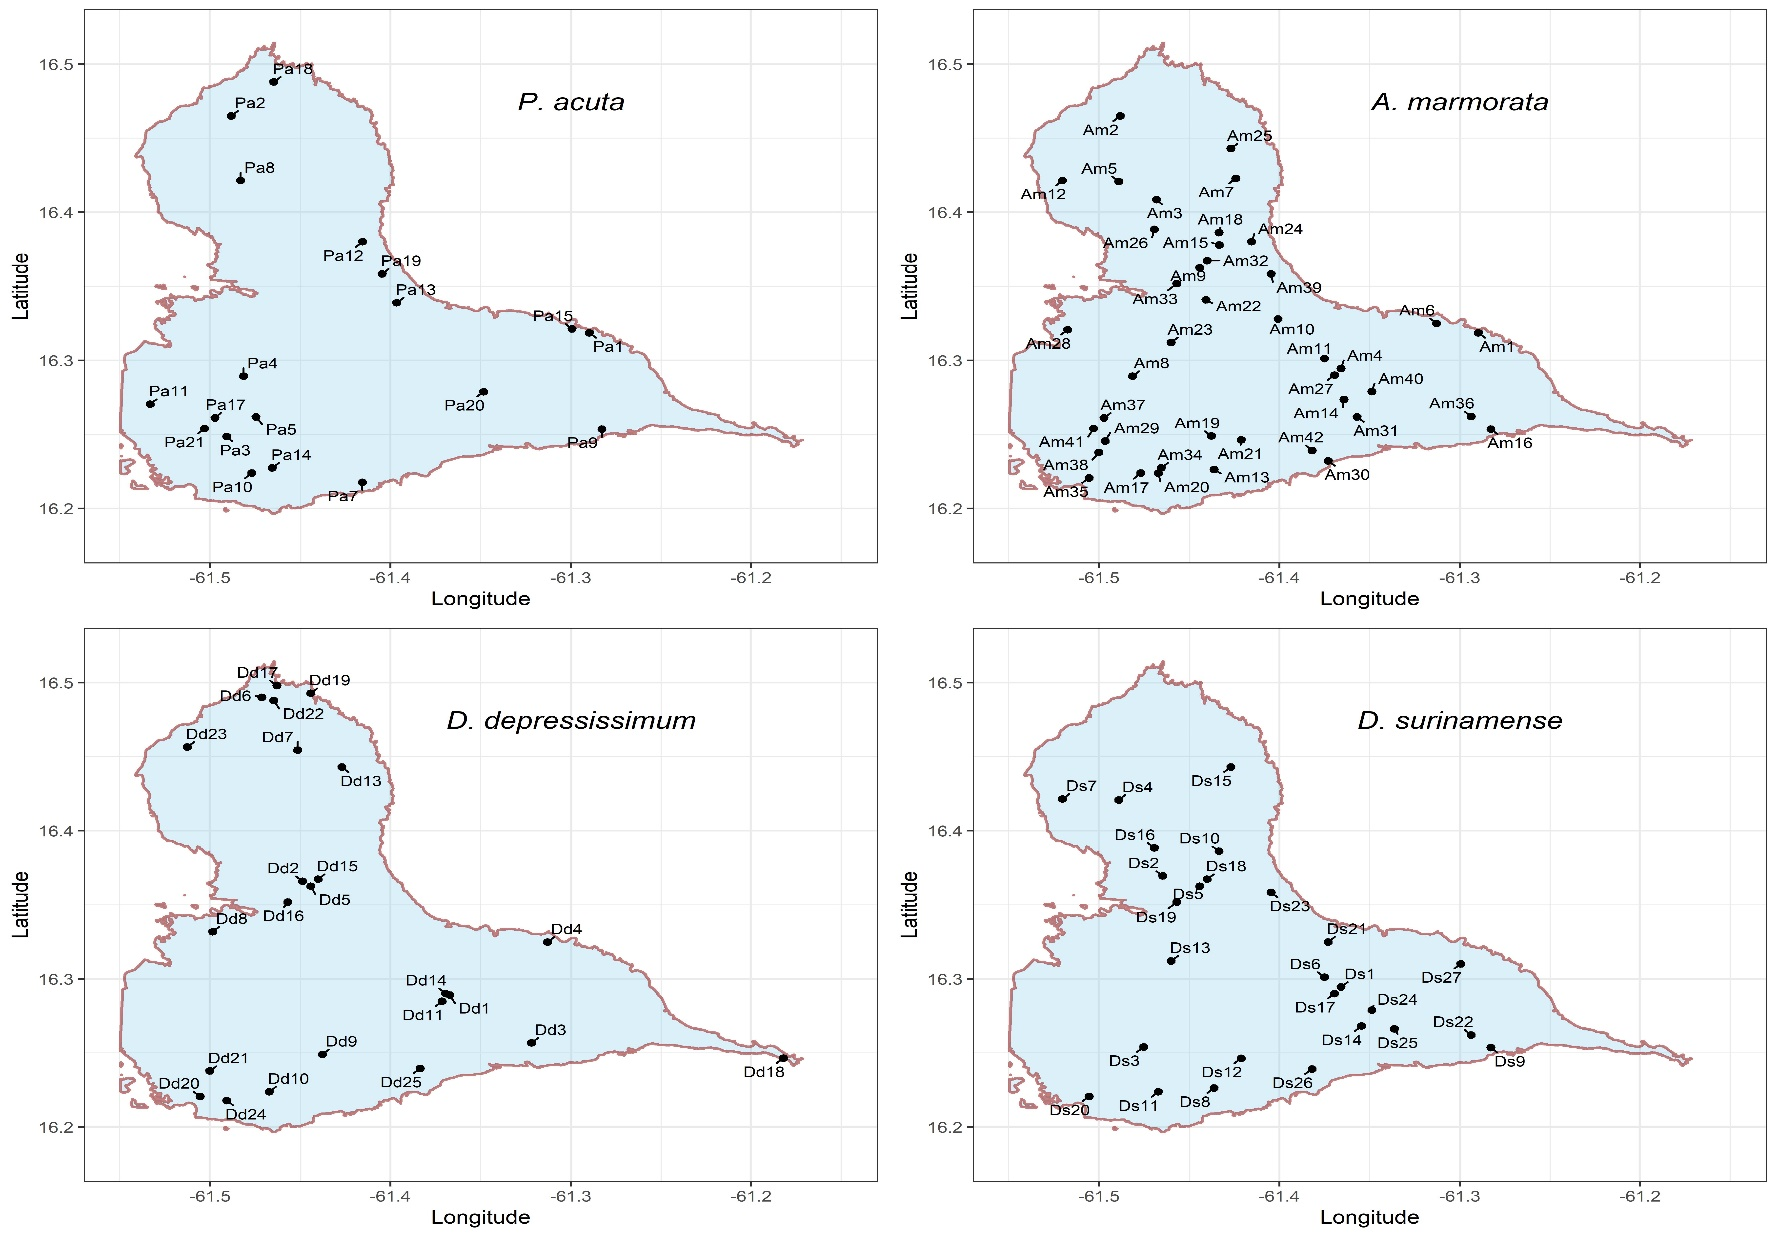 P. acuta
16.5
16.4
16.3
16.2
Latitude
Pa18
Pa2
Pa8
Pa12
Pa19
Pa13
Pa15
Pa1
Pa4
Pa11
Pa17
Pa20
Pa5
Pa21
Pa3
Pa9
Pa14
Pa10
Pa7
-61.5
-61.4
-61.3
-61.2
Longitude
A. marmorata
16.5
16.4
16.3
16.2
Latitude
Am2
Am25
Am5
Am12
Am7
Am3
Am18
Am24
Am26
Am15
Am32
Am9
Am39
Am33
Am22
Am6
Am10
Am23
Am28
Am1
Am11
Am4
Am8
Am40
Am27
Am37
Am36
Am14
Am19
Am29
Am31
Am41
Am42
Am16
Am21
Am34
Am38
Am13
Am30
Am35
Am17
Am20
-61.5
-61.4
-61.3
-61.2
Longitude
D. depressissimum
16.5
16.4
16.3
16.2
Latitude
Dd17
Dd19
Dd6
Dd22
Dd23
Dd7
Dd13
Dd2
Dd15
Dd5
Dd16
Dd8
Dd4
Dd14
Dd1
Dd11
Dd3
Dd9
Dd21
Dd18
Dd20
Dd10
Dd25
Dd24
-61.5
-61.4
-61.3
-61.2
Longitude
D. surinamense
16.5
16.4
16.3
16.2
Latitude
Ds15
Ds7
Ds4
Ds16
Ds10
Ds2
Ds18
Ds5
Ds23
Ds19
Ds21
Ds13
Ds6
Ds1
Ds27
Ds24
Ds17
Ds22
Ds14
Ds25
Ds3
Ds9
Ds12
Ds26
Ds8
Ds11
Ds20
-61.5
-61.4
-61.3
-61.2
Longitude